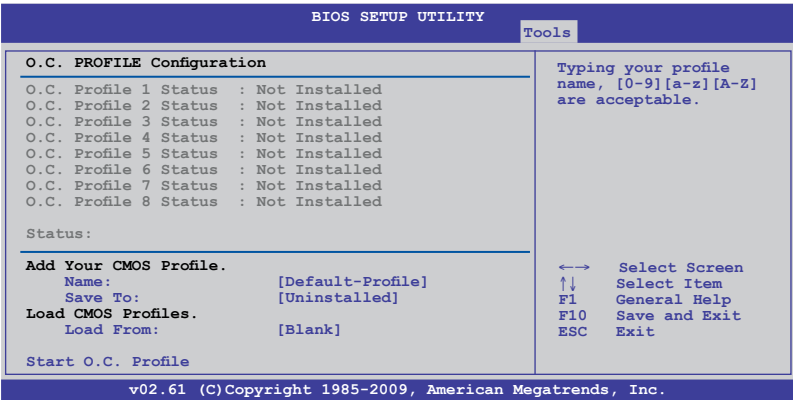 BIOS SETUP UTILITY
Tools
O.C. PROFILE Configuration
O.C. Profile 1 Status : Not Installed
O.C. Profile 2 Status : Not Installed
O.C. Profile 3 Status : Not Installed
O.C. Profile 4 Status : Not Installed
O.C. Profile 5 Status : Not Installed
O.C. Profile 6 Status : Not Installed
O.C. Profile 7 Status : Not Installed
O.C. Profile 8 Status : Not Installed
Status:
Add Your CMOS Profile.
Name: [Default-Profile]
Save To: [Uninstalled]
Load CMOS Profiles.
Load From: [Blank]
Start O.C. Profile
Typing your profile
name, [0-9][a-z][A-Z]
are acceptable.
←→ Select Screen
↑↓ Select Item
F1 General Help
F10 Save and Exit
ESC Exit
v02.61 (C)Copyright 1985-2009, American Megatrends, Inc.